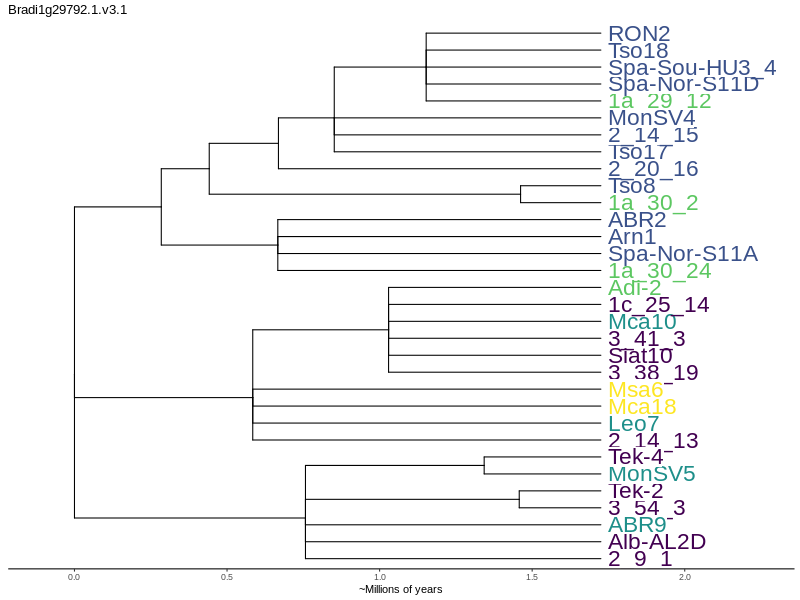 Bradi1g29792.1.v3.1
RON2
Tso18
Spa-Sou-HU3_4
Spa-Nor-S11D
1a_29_12
MonSV4
2_14_15
Tso17
2_20_16
Tso8
1a_30_2
ABR2
Arn1
Spa-Nor-S11A
1a_30_24
Adi-2
1c_25_14
Mca10
3_41_3
Siat10
3_38_19
Msa6
Mca18
Leo7
2_14_13
Tek-4
MonSV5
Tek-2
3_54_3
ABR9
Alb-AL2D
2_9_1
0.0 0.5 1.0 1.5 2.0
~Millions of years